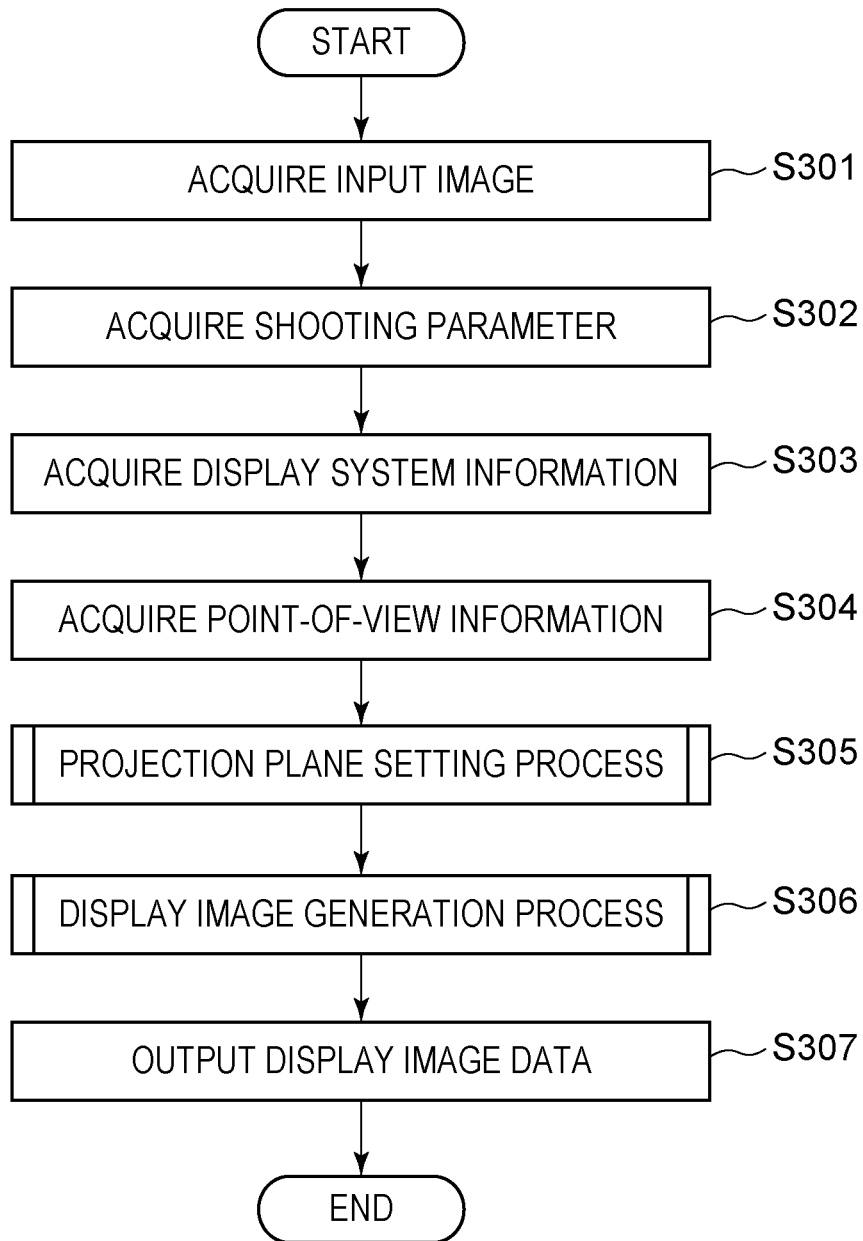 START
ACQUIRE INPUT IMAGE S301
ACQUIRE SHOOTING PARAMETER S302
ACQUIRE DISPLAY SYSTEM INFORMATION S303
ACQUIRE POINT-OF-VIEW INFORMATION S304
PROJECTION PLANE SETTING PROCESS S305
DISPLAY IMAGE GENERATION PROCESS S306
OUTPUT DISPLAY IMAGE DATA S307
END